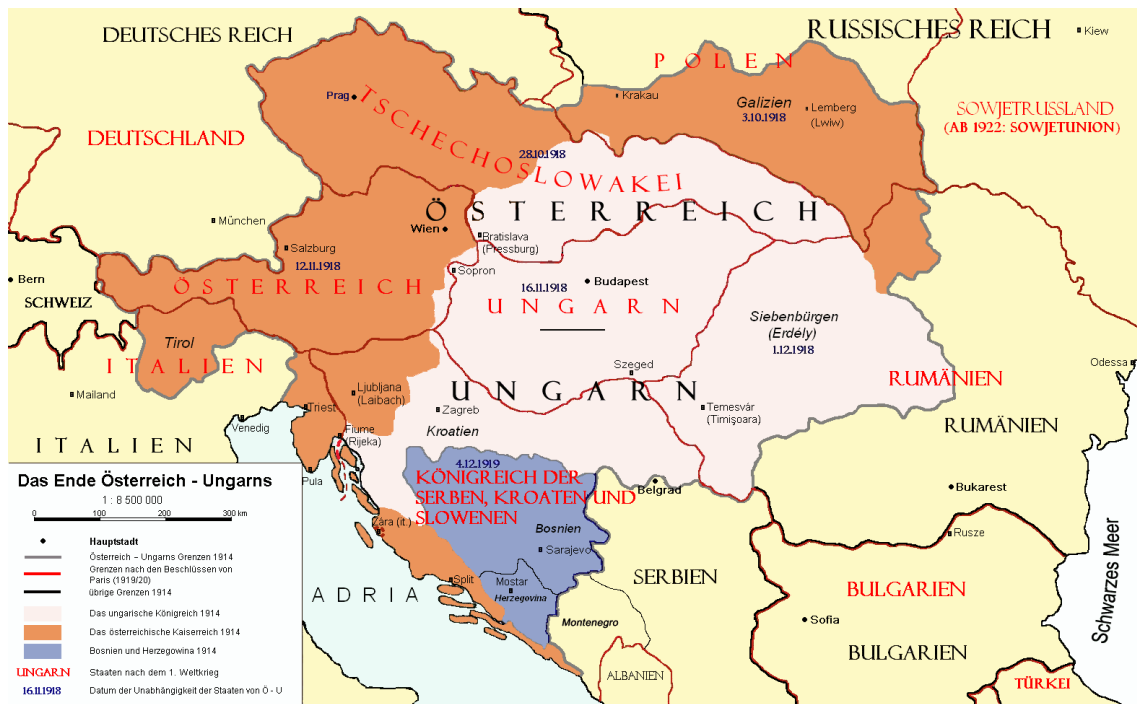 DEUTSCHES REICH
RUSSISCHES REICH
Kiew
POLEN
Krakau
Galizien
3.10.1918
Lemberg
(Lwiw)
SOWJETRUSSLAND
(AB 1922: SOWJETUNION)
Prag
DEUTSCHLAND
TSCHECHOSLOWAKEI
28.10.1918
ÖSTERREICH
München
Wien
Bratislava
(Pressburg)
Salzburg
12.11.1918
Sopron
Bern
ÖSTERREICH
16.11.1918
Budapest
UNGARN
SCHWEIZ
Siebenbürgen
(Erdély)
1.12.1918
Tirol
ITALIEN
Szeged
Odessa
RUMÄNIEN
Mailand
Ljubljana
(Laibach)
UNGARN
Triest
Zagreb
Temesvár
(Timişoara)
Venedig
Fiume
(Rijeka)
Kroatien
RUMÄNIEN
ITALIEN
4.12.1919
KÖNIGREICH DER
SERBEN, KROATEN UND
SLOWENEN
Pula
Belgrad
Bukarest
Zára (it.)
Bosnien
Sarajevo
Rusze
Schwarzes Meer
Split
Mostar
Herzegovina
SERBIEN
ADRIA
BULGARIEN
Montenegro
Sofia
BULGARIEN
ALBANIEN
TÜRKEI
Das Ende Österreich - Ungarns
1 : 8 500 000
0 100 200 300 km
Hauptstadt
Österreich - Ungarns Grenzen 1914
Grenzen nach den Beschlüssen von
Paris (1919/20)
übrige Grenzen 1914
Das ungarische Königreich 1914
Das österreichische Kaiserreich 1914
Bosnien und Herzegowina 1914
UNGARN Staaten nach dem 1. Weltkrieg
16.11.1918 Datum der Unabhängigkeit der Staaten von Ö - U